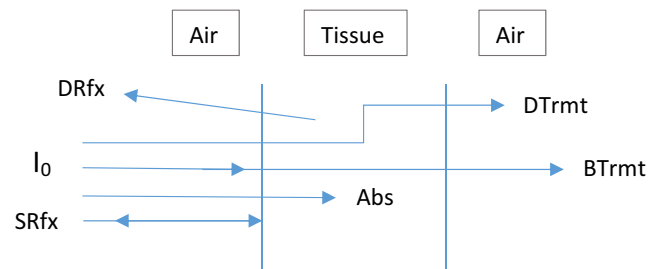 Air Tissue Air
DRfx
DTrmt
I₀
BTrmt
Abs
SRfx